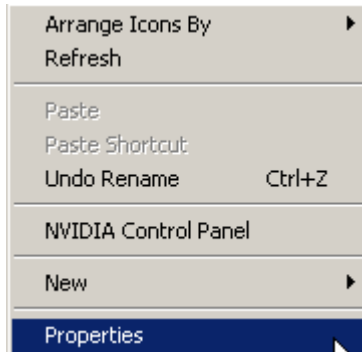 Arrange Icons By
Refresh
Paste
Paste Shortcut
Undo Rename Ctrl+Z
NVIDIA Control Panel
New
Properties